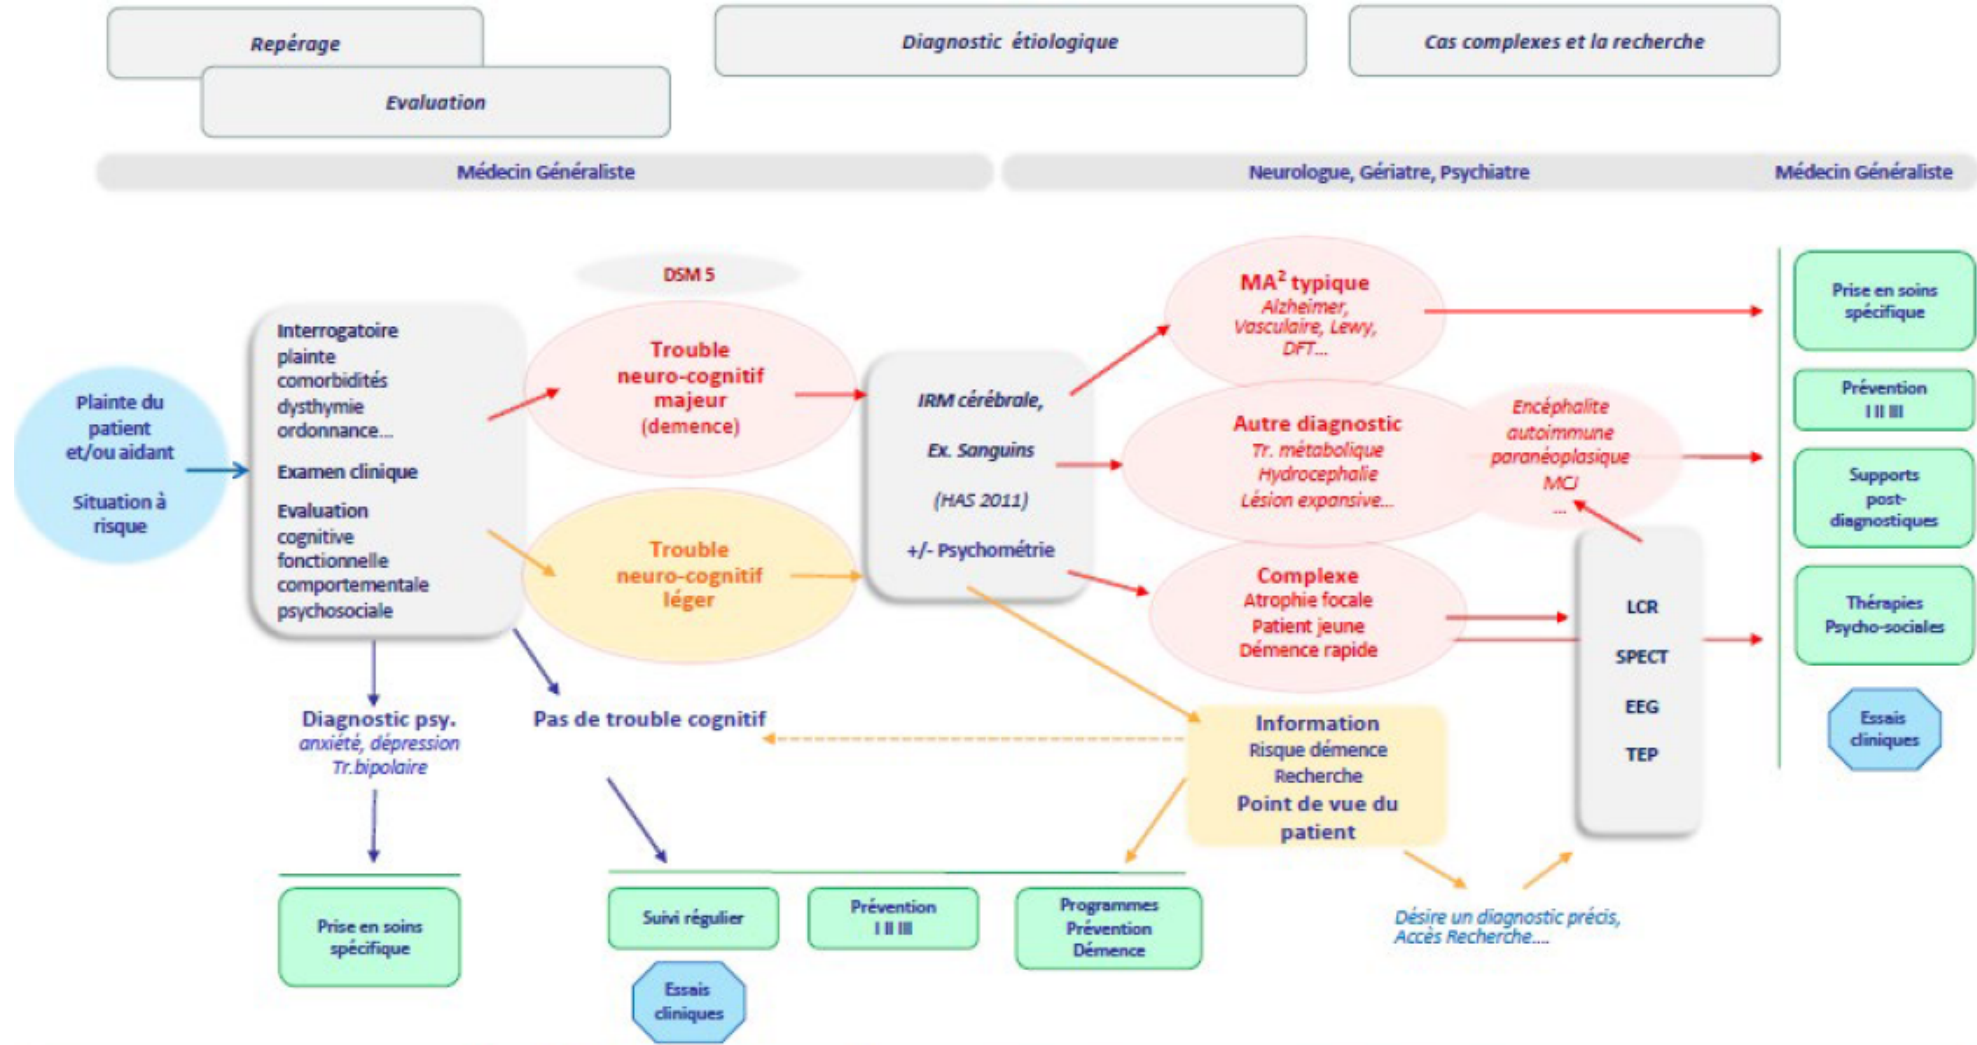 Repérage
Evaluation
Diagnostic étiologique
Cas complexes et la recherche
Médecin Généraliste
Neurologue, Gériatre, Psychiatre
Médecin Généraliste
Plainte du
patient
et/ou aidant
Situation à
risque
Interrogatoire
plainte
comorbidités
dysthymie
ordonnance...
Examen clinique
Evaluation
cognitive
fonctionnelle
comportementale
psychosociale
DSM 5
Trouble
neuro-cognitif
majeur
(demence)
Trouble
neuro-cognitif
léger
IRM cérébrale,
Ex. Sanguins
(HAS 2011)
+/- Psychométrie
MA² typique
Alzheimer,
Vasculaire, Lewy,
DFT...
Autre diagnostic
Tr. métabolique
Hydrocephalie
Lésion expansive...
Encéphalite
autoimmune
paranéoplasique
MCJ
...
Complexe
Atrophie focale
Patient jeune
Démence rapide
LCR
SPECT
EEG
TEP
Prise en soins
spécifique
Prévention
I II III
Supports
post-
diagnostiques
Thérapies
Psycho-sociales
Essais
cliniques
Diagnostic psy.
anxiété, dépression
Tr.bipolaire
Pas de trouble cognitif
Information
Risque démence
Recherche
Point de vue du
patient
Désire un diagnostic précis,
Accès Recherche....
Prise en soins
spécifique
Suivi régulier
Prévention
I II III
Programmes
Prévention
Démence
Essais
cliniques